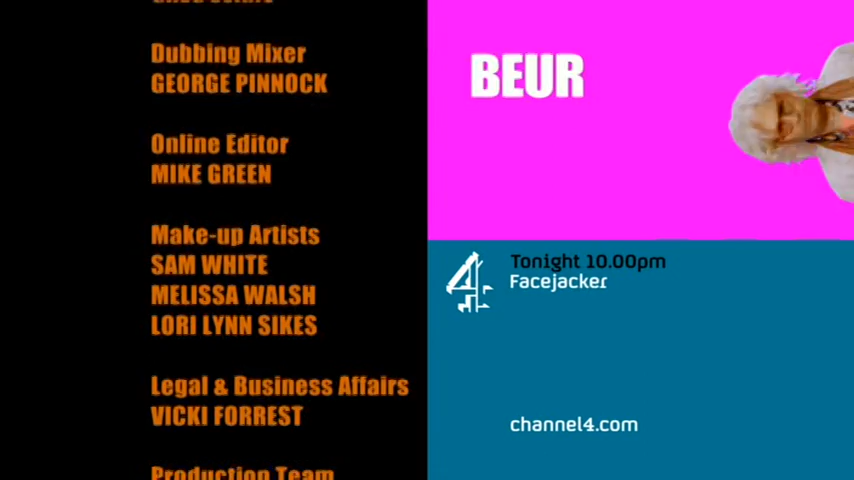 Dubbing Mixer
GEORGE PINNOCK
Online Editor
MIKE GREEN
Make-up Artists
SAM WHITE
MELISSA WALSH
LORI LYNN SIKES
Legal & Business Affairs
VICKI FORREST
Production Team
BEUR
4
Tonight 10.00pm
Facejacker
channel4.com